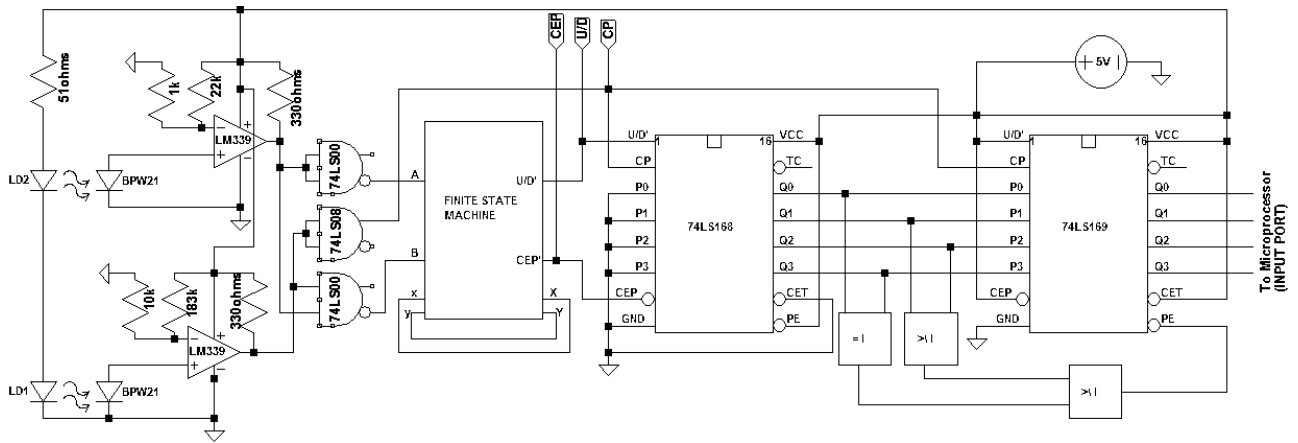 CEP
U/D
CP
51ohms
1k
22k
330ohms
+ 5V
LM339
LD2
BPW21
74LS00
74LS08
74LS00
A
B
x
y
X
Y
FINITE STATE
MACHINE
U/D'
CEP'
10k
183k
330ohms
LM339
LD1
BPW21
U/D'
CP
P0
P1
P2
P3
CEP
GND
1
16
74LS168
VCC
TC
Q0
Q1
Q2
Q3
CET
PE
= I
>\ I
>\ I
U/D'
CP
P0
P1
P2
P3
CEP
GND
1
16
74LS169
VCC
TC
Q0
Q1
Q2
Q3
CET
PE
To Microprocessor
(INPUT PORT)